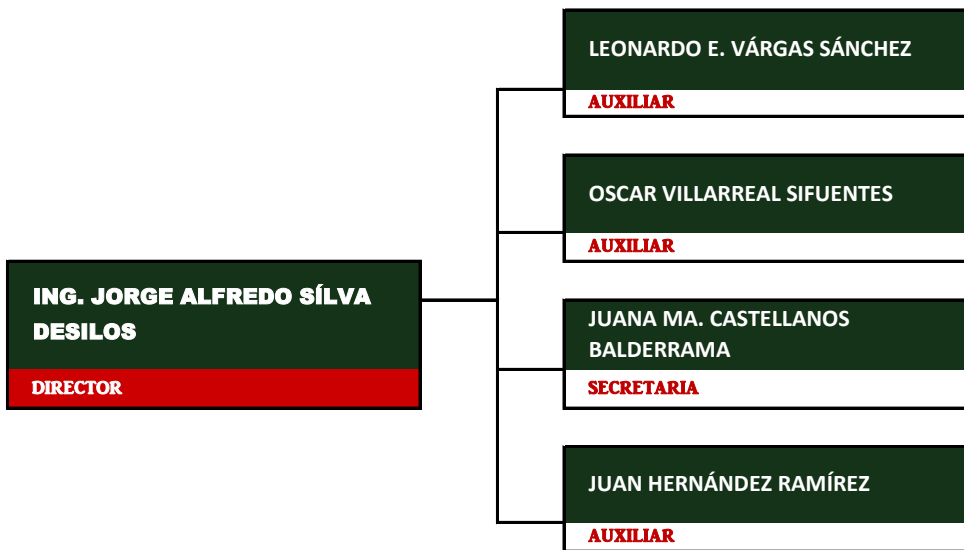 LEONARDO E. VÁRGAS SÁNCHEZ
AUXILIAR
OSCAR VILLARREAL SIFUENTES
AUXILIAR
ING. JORGE ALFREDO SÍLVA
DESILOS
DIRECTOR
JUANA MA. CASTELLANOS
BALDERRAMA
SECRETARIA
JUAN HERNÁNDEZ RAMÍREZ
AUXILIAR